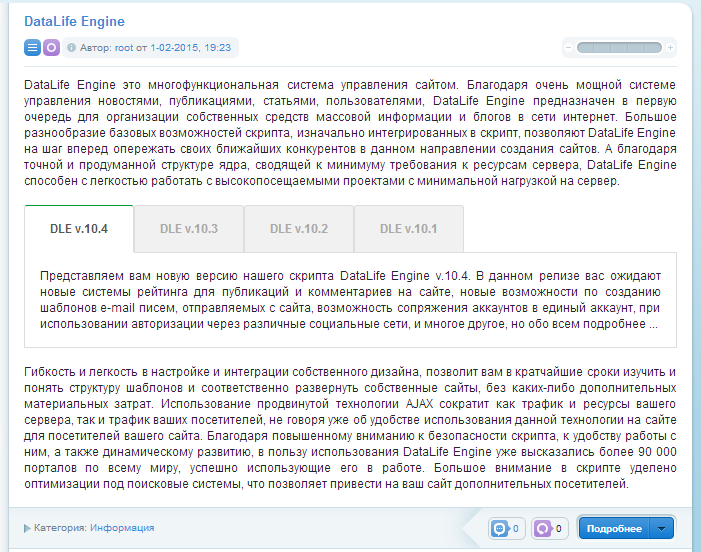 DataLife Engine
Автор: root от 1-02-2015, 19:23
DataLife Engine это многофункциональная система управления сайтом. Благодаря очень мощной системе
управления новостями, публикациями, статьями, пользователями, DataLife Engine предназначен в первую
очередь для организации собственных средств массовой информации и блогов в сети интернет. Большое
разнообразие базовых возможностей скрипта, изначально интегрированных в скрипт, позволяют DataLife Engine
на шаг вперед опережать своих ближайших конкурентов в данном направлении создания сайтов. А благодаря
точной и продуманной структуре ядра, сводящей к минимуму требования к ресурсам сервера, DataLife Engine
способен с легкостью работать с высокопосещаемыми проектами с минимальной нагрузкой на сервер.
DLE v.10.4 DLE v.10.3 DLE v.10.2 DLE v.10.1
Представляем вам новую версию нашего скрипта DataLife Engine v.10.4. В данном релизе вас ожидают
новые системы рейтинга для публикаций и комментариев на сайте, новые возможности по созданию
шаблонов e-mail писем, отправляемых с сайта, возможность сопряжения аккаунтов в единый аккаунт, при
использовании авторизации через различные социальные сети, и многое другое, но обо всем подробнее ...
Гибкость и легкость в настройке и интеграции собственного дизайна, позволит вам в кратчайшие сроки изучить и
понять структуру шаблонов и соответственно развернуть собственные сайты, без каких-либо дополнительных
материальных затрат. Использование продвинутой технологии AJAX сократит как трафик и ресурсы вашего
сервера, так и трафик ваших посетителей, не говоря уже об удобстве использования данной технологии на сайте
для посетителей вашего сайта. Благодаря повышенному вниманию к безопасности скрипта, к удобству работы с
ним, а также динамическому развитию, в пользу использования DataLife Engine уже высказались более 90 000
порталов по всему миру, успешно использующие его в работе. Большое внимание в скрипте уделено
оптимизации под поисковые системы, что позволяет привести на ваш сайт дополнительных посетителей.
Категория: Информация 0 0 Подробнее